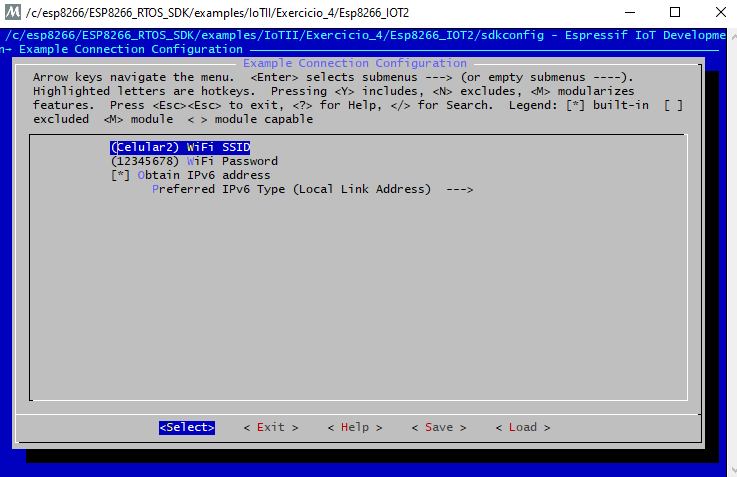 /c/esp8266/ESP8266_RTOS_SDK/examples/IoTII/Exercicio_4/Esp8266_IOT2
/c/esp8266/ESP8266_RTOS_SDK/examples/IoTII/Exercicio_4/Esp8266_IOT2/sdkconfig - Espressif IoT Developme
n→ Example Connection Configuration
Example Connection Configuration
Arrow keys navigate the menu.  <Enter> selects submenus ---> (or empty submenus ----).
Highlighted letters are hotkeys.  Pressing <Y> includes, <N> excludes, <M> modularizes
features.  Press <Esc><Esc> to exit, <?> for Help, </> for Search.  Legend: [*] built-in  [ ]
excluded  <M> module  < > module capable
(Celular2) WiFi SSID
(12345678) WiFi Password
[*] Obtain IPv6 address
Preferred IPv6 Type (Local Link Address)  --->
<Select>    < Exit >    < Help >    < Save >    < Load >